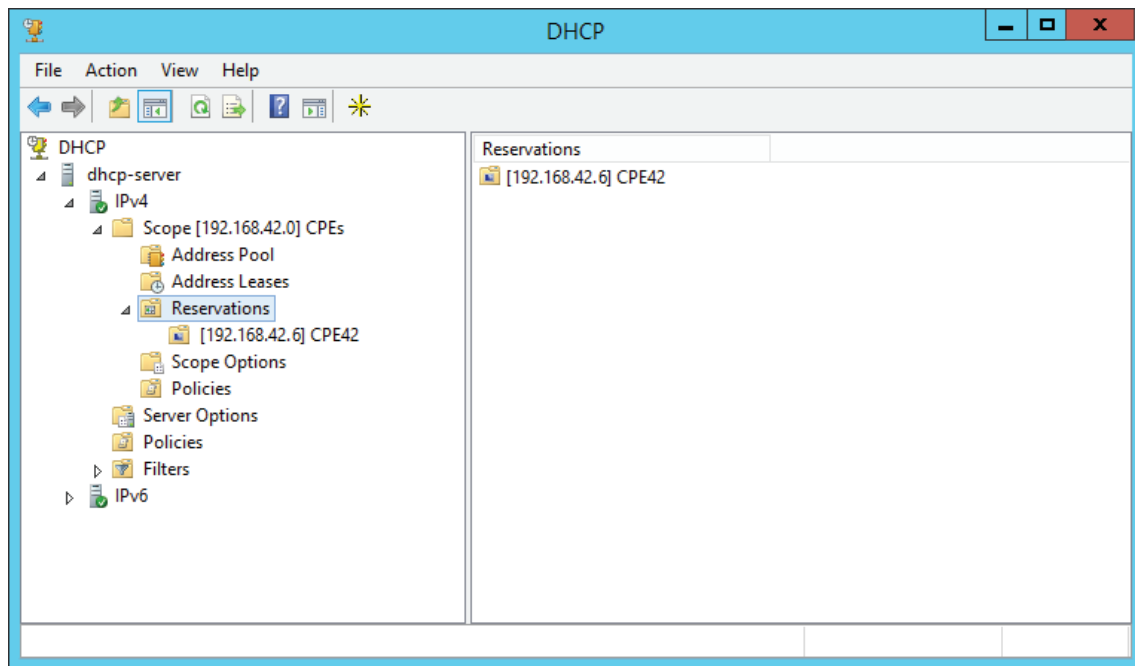 DHCP
File Action View Help
DHCP
dhcp-server
IPv4
Scope [192.168.42.0] CPEs
Address Pool
Address Leases
Reservations
[192.168.42.6] CPE42
Scope Options
Policies
Server Options
Policies
Filters
IPv6
Reservations
[192.168.42.6] CPE42